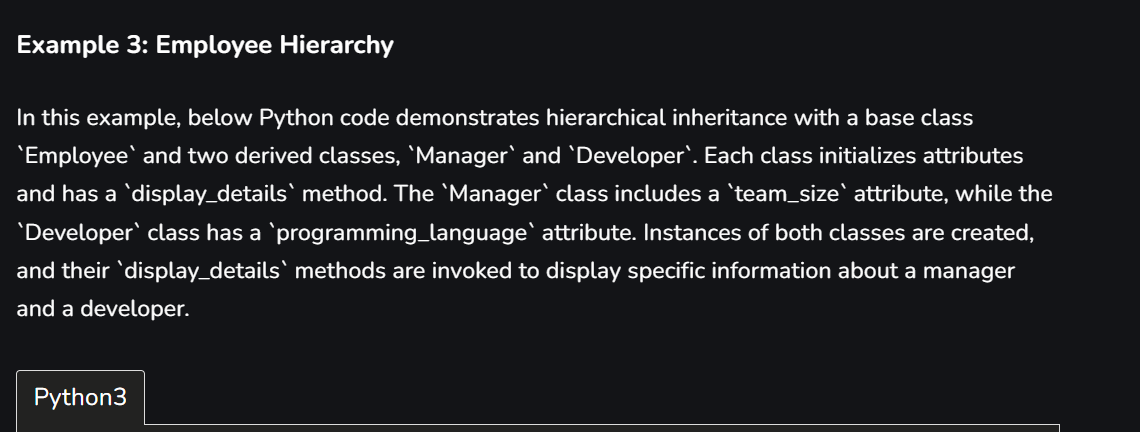 Example 3: Employee Hierarchy
In this example, below Python code demonstrates hierarchical inheritance with a base class
`Employee` and two derived classes, `Manager` and `Developer`. Each class initializes attributes
and has a `display_details` method. The `Manager` class includes a `team_size` attribute, while the
`Developer` class has a `programming_language` attribute. Instances of both classes are created,
and their `display_details` methods are invoked to display specific information about a manager
and a developer.
Python3